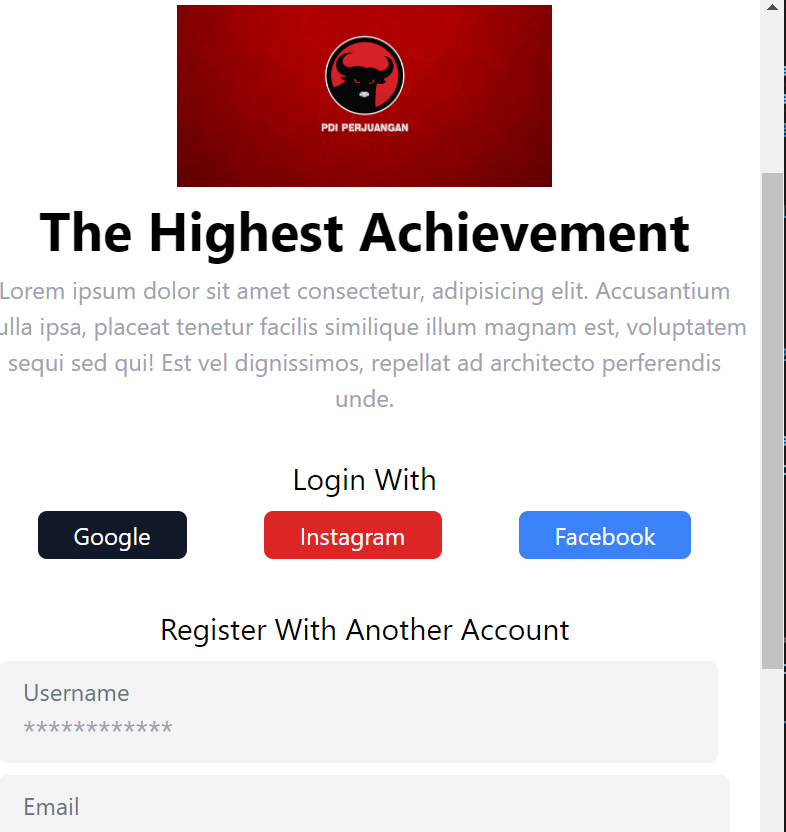 PDI PERJUANGAN
The Highest Achievement
Lorem ipsum dolor sit amet consectetur, adipisicing elit. Accusantium
ulla ipsa, placeat tenetur facilis similique illum magnam est, voluptatem
sequi sed qui! Est vel dignissimos, repellat ad architecto perferendis
unde.
Login With
Google
Instagram
Facebook
Register With Another Account
Username
************
Email